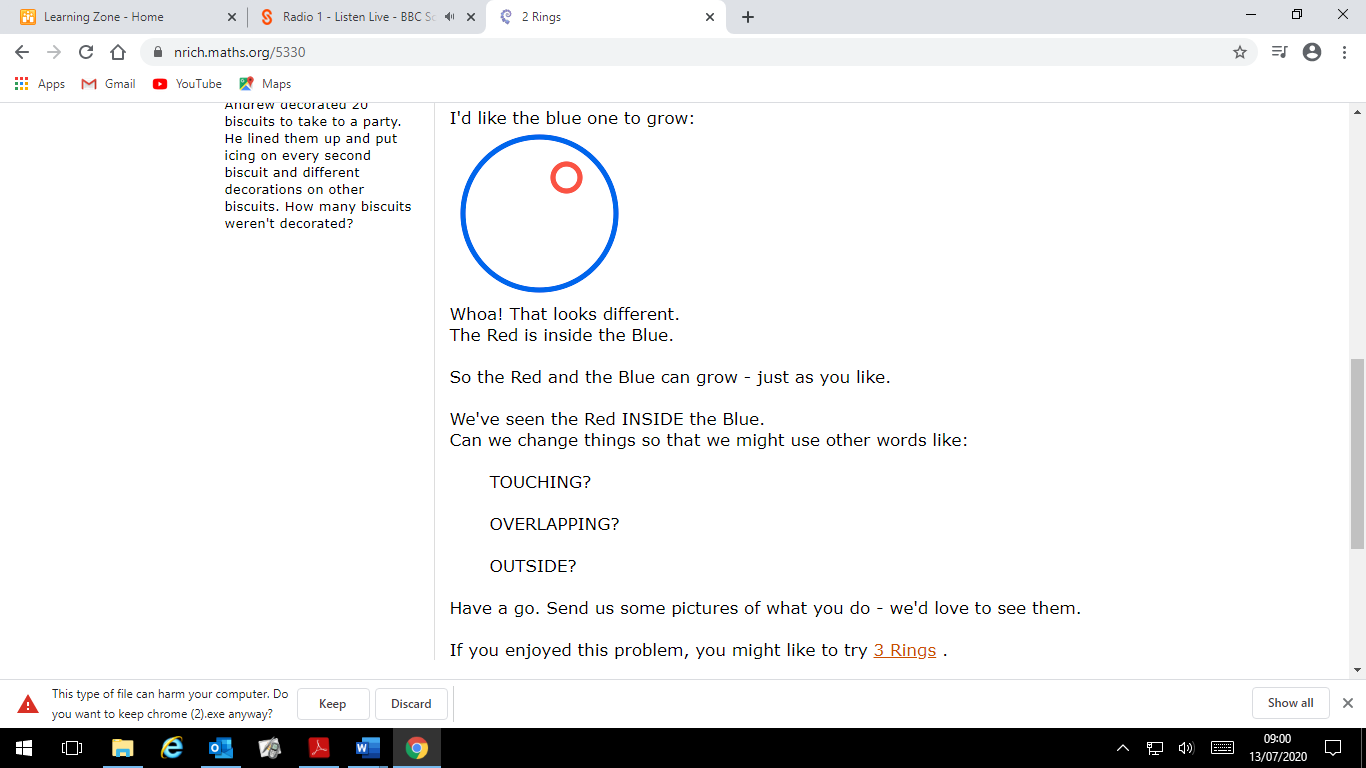 Learning Zone - Home
Radio 1 - Listen Live - BBC So
2 Rings
nrich.maths.org/5330
Apps
Gmail
YouTube
Maps
Andrew decorated 20
biscuits to take to a party.
He lined them up and put
icing on every second
biscuit and different
decorations on other
biscuits. How many biscuits
weren't decorated?
I'd like the blue one to grow:
Whoa! That looks different.
The Red is inside the Blue.
So the Red and the Blue can grow - just as you like.
We've seen the Red INSIDE the Blue.
Can we change things so that we might use other words like:
TOUCHING?
OVERLAPPING?
OUTSIDE?
Have a go. Send us some pictures of what you do - we'd love to see them.
If you enjoyed this problem, you might like to try 3 Rings .
This type of file can harm your computer. Do
you want to keep chrome (2).exe anyway?
Keep
Discard
Show all
09:00
13/07/2020